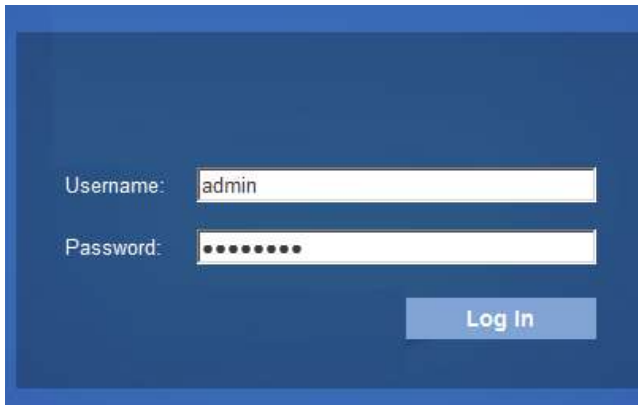 Username: admin
Password: ●●●●●●●●
Log In